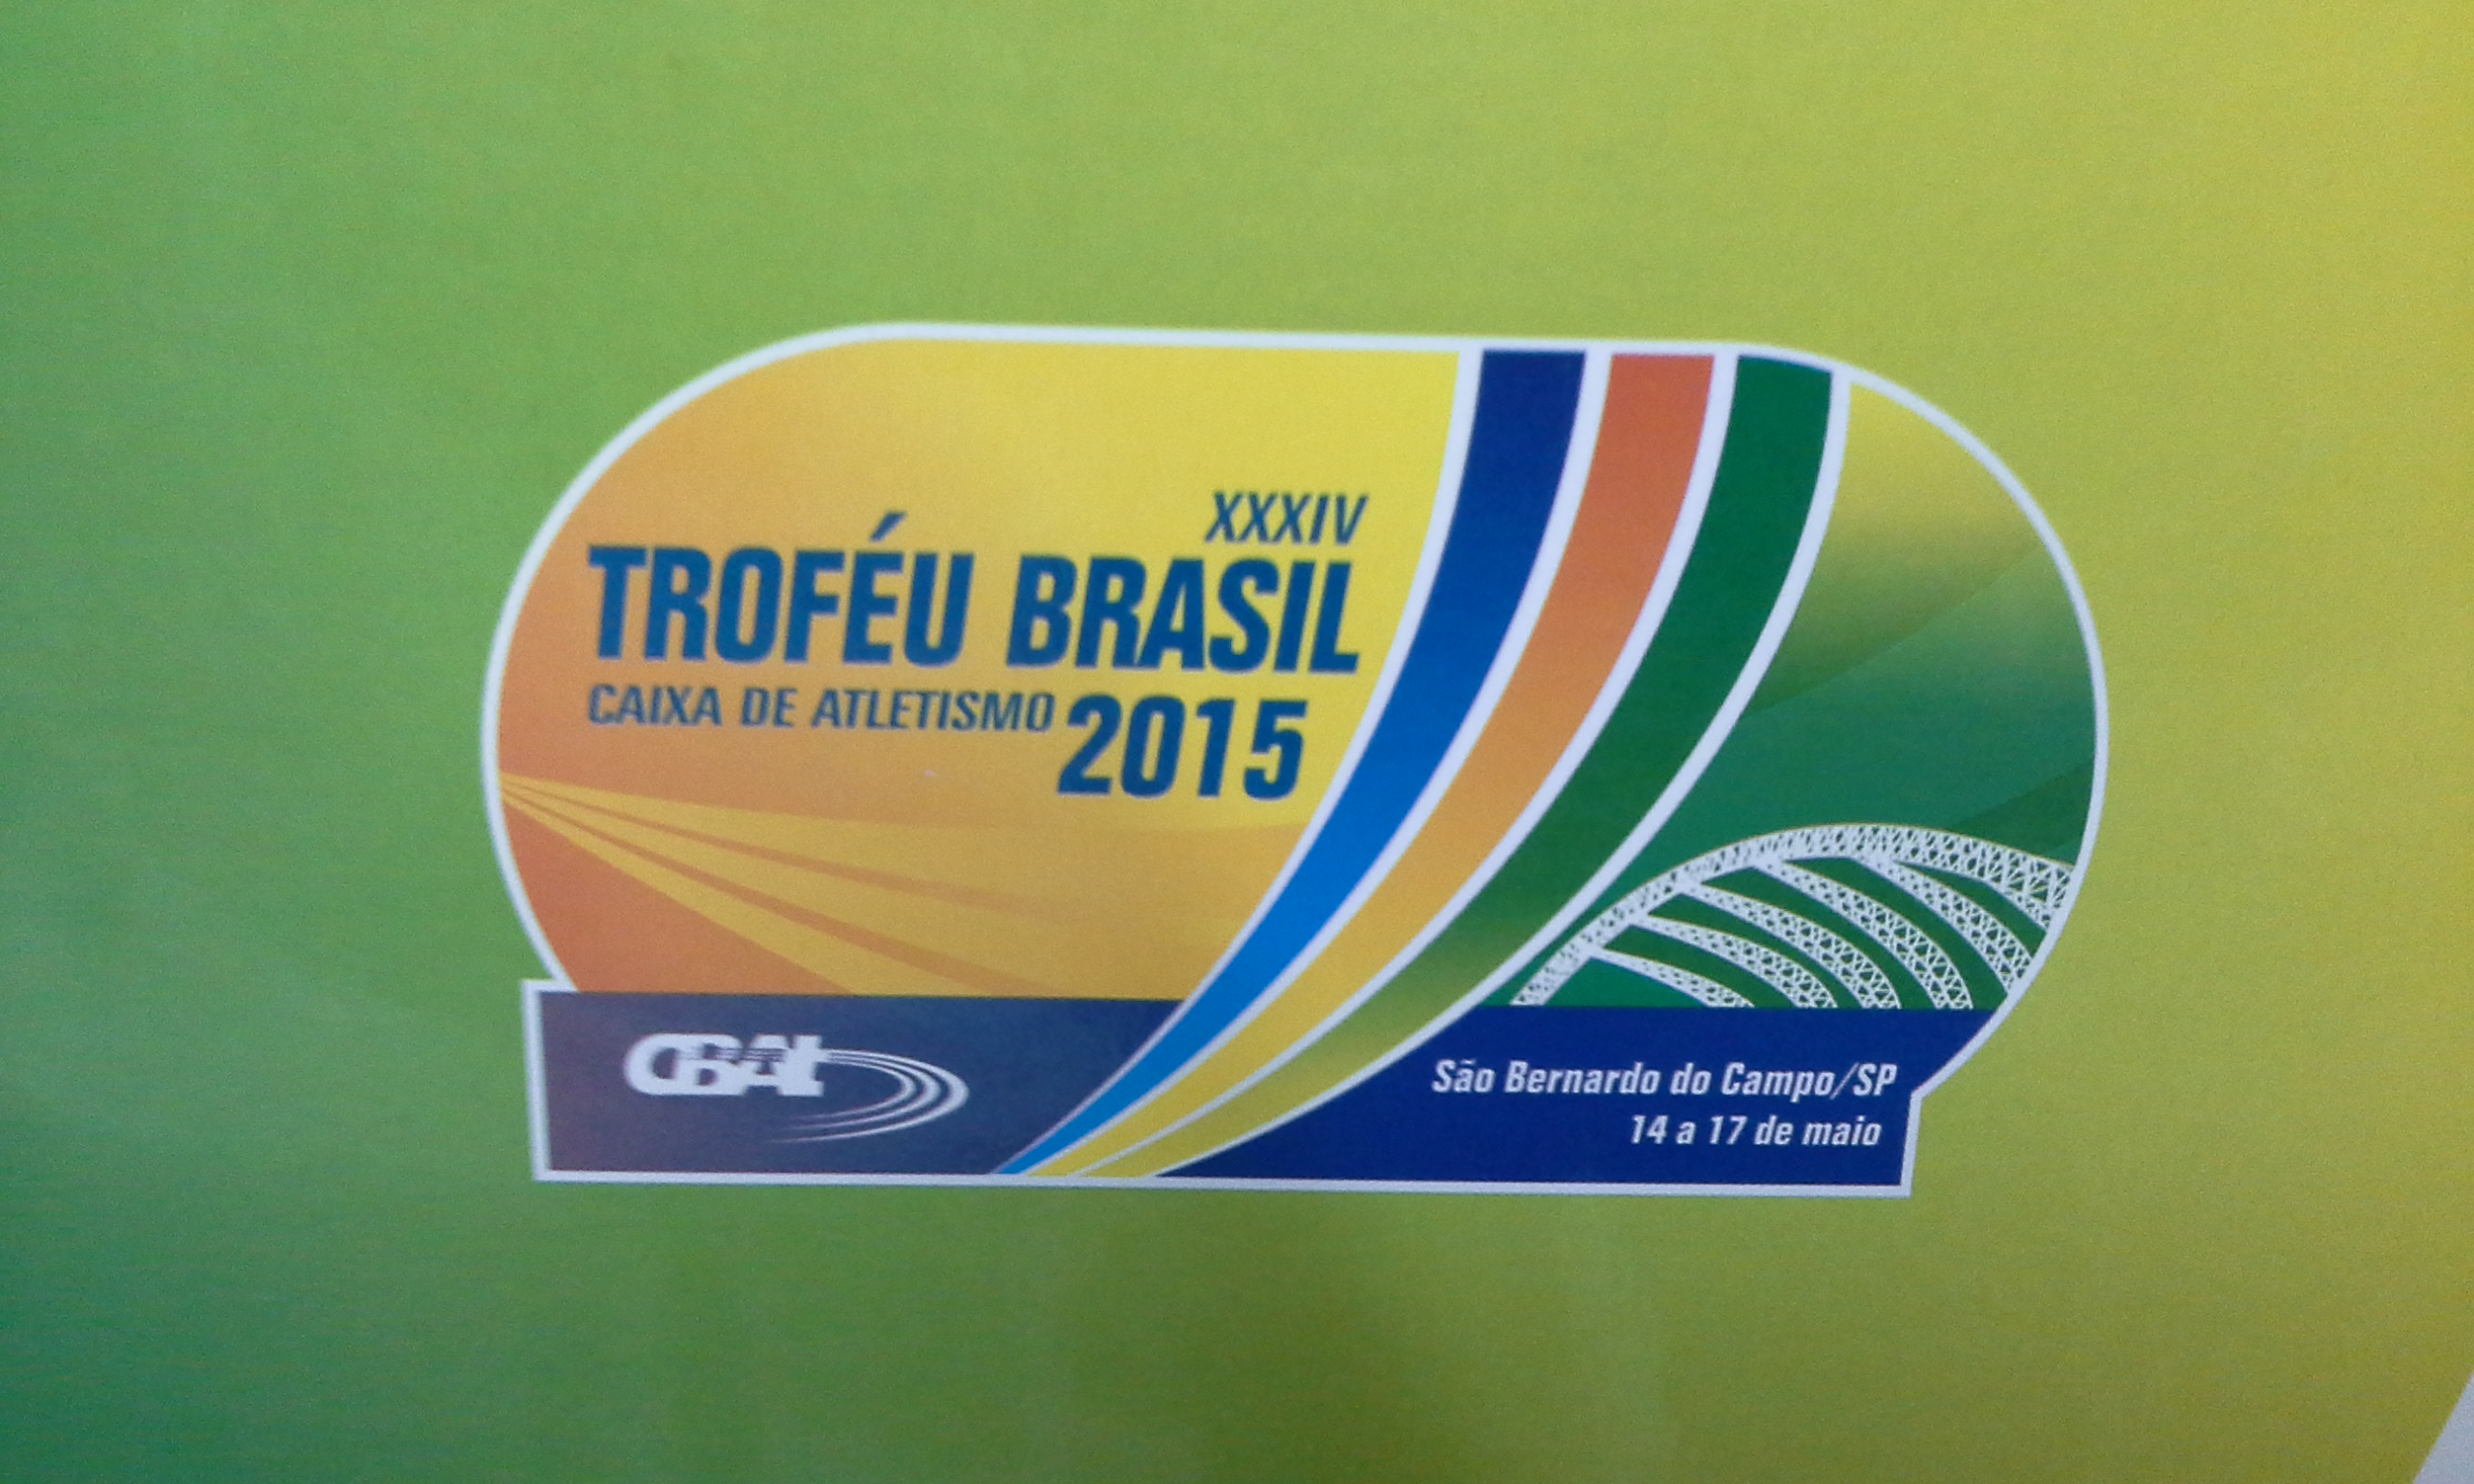 XXXIV
TROFÉU BRASIL
CAIXA DE ATLETISMO 2015
CBAt
São Bernardo do Campo/SP
14 a 17 de maio